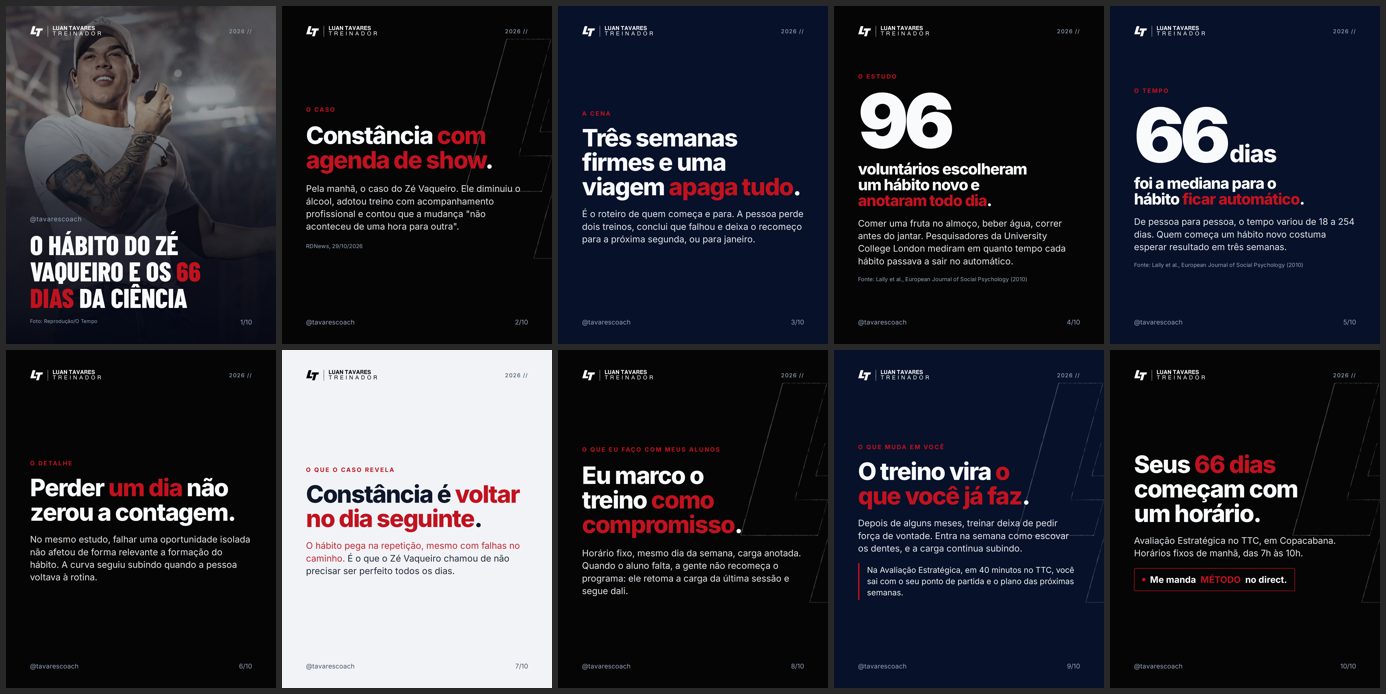 LT | LUAN TAVARES
TREINADOR
2026 //
@tavarescoach
O HÁBITO DO ZÉ
VAQUEIRO E OS 66
DIAS DA CIÊNCIA
Foto: Reprodução/O Tempo
1/10
LT | LUAN TAVARES
TREINADOR
2026 //
O CASO
Constância com
agenda de show.
Pela manhã, o caso do Zé Vaqueiro. Ele diminuiu o
álcool, adotou treino com acompanhamento
profissional e contou que a mudança "não
aconteceu de uma hora para outra".
RDNews, 29/10/2026
@tavarescoach
2/10
LT | LUAN TAVARES
TREINADOR
2026 //
A CENA
Três semanas
firmes e uma
viagem apaga tudo.
É o roteiro de quem começa e para. A pessoa perde
dois treinos, conclui que falhou e deixa o recomeço
para a próxima segunda, ou para janeiro.
@tavarescoach
3/10
LT | LUAN TAVARES
TREINADOR
2026 //
O ESTUDO
96
voluntários escolheram
um hábito novo e
anotaram todo dia.
Comer uma fruta no almoço, beber água, correr
antes do jantar. Pesquisadores da University
College London mediram em quanto tempo cada
hábito passava a sair no automático.
Fonte: Lally et al., European Journal of Social Psychology (2010)
@tavarescoach
4/10
LT | LUAN TAVARES
TREINADOR
2026 //
O TEMPO
66 dias
foi a mediana para o
hábito ficar automático.
De pessoa para pessoa, o tempo variou de 18 a 254
dias. Quem começa um hábito novo costuma
esperar resultado em três semanas.
Fonte: Lally et al., European Journal of Social Psychology (2010)
@tavarescoach
5/10
LT | LUAN TAVARES
TREINADOR
2026 //
O DETALHE
Perder um dia não
zerou a contagem.
No mesmo estudo, falhar uma oportunidade isolada
não afetou de forma relevante a formação do
hábito. A curva seguiu subindo quando a pessoa
voltava à rotina.
@tavarescoach
6/10
LT | LUAN TAVARES
TREINADOR
2026 //
O QUE O CASO REVELA
Constância é voltar
no dia seguinte.
O hábito pega na repetição, mesmo com falhas no
caminho. É o que o Zé Vaqueiro chamou de não
precisar ser perfeito todos os dias.
@tavarescoach
7/10
LT | LUAN TAVARES
TREINADOR
2026 //
O QUE EU FAÇO COM MEUS ALUNOS
Eu marco o
treino como
compromisso.
Horário fixo, mesmo dia da semana, carga anotada.
Quando o aluno falta, a gente não recomeça o
programa: ele retoma a carga da última sessão e
segue dali.
@tavarescoach
8/10
LT | LUAN TAVARES
TREINADOR
2026 //
O QUE MUDA EM VOCÊ
O treino vira o
que você já faz.
Depois de alguns meses, treinar deixa de pedir
força de vontade. Entra na semana como escovar
os dentes, e a carga continua subindo.
Na Avaliação Estratégica, em 40 minutos no TTC, você
sai com o seu ponto de partida e o plano das próximas
semanas.
@tavarescoach
9/10
LT | LUAN TAVARES
TREINADOR
2026 //
Seus 66 dias
começam com
um horário.
Avaliação Estratégica no TTC, em Copacabana.
Horários fixos de manhã, das 7h às 10h.
• Me manda MÉTODO no direct.
@tavarescoach
10/10